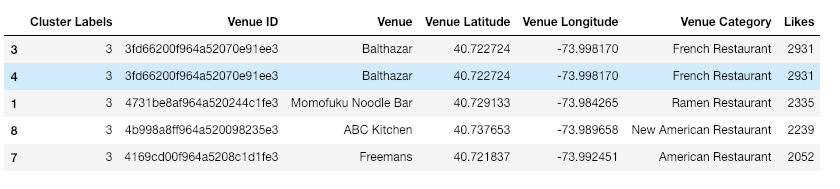 Cluster Labels Venue ID Venue Venue Latitude Venue Longitude Venue Category Likes
3 3 3fd66200f964a52070e91ee3 Balthazar 40.722724 -73.998170 French Restaurant 2931
4 3 3fd66200f964a52070e91ee3 Balthazar 40.722724 -73.998170 French Restaurant 2931
1 3 4731be8af964a520244c1fe3 Momofuku Noodle Bar 40.729133 -73.984265 Ramen Restaurant 2335
8 3 4b998a8ff964a520098235e3 ABC Kitchen 40.737653 -73.989658 New American Restaurant 2239
7 3 4169cd00f964a5208c1d1fe3 Freemans 40.721837 -73.992451 American Restaurant 2052